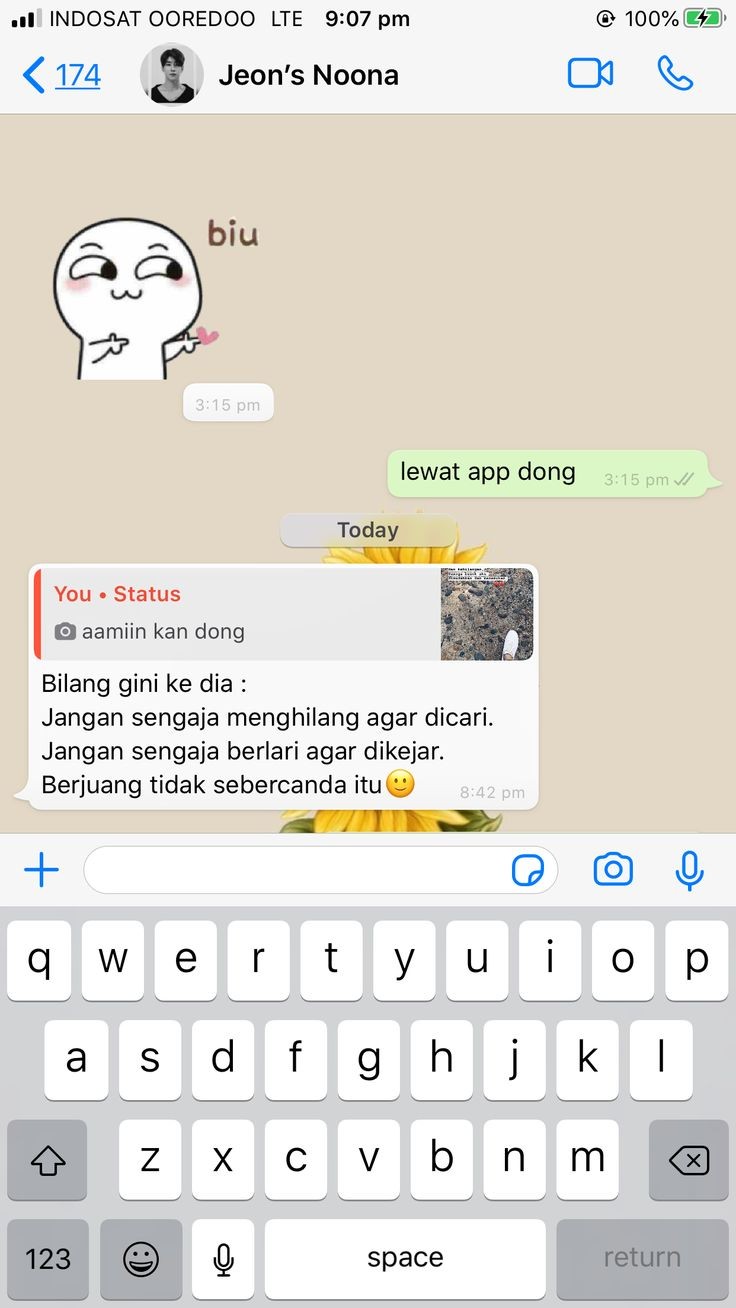 INDOSAT OOREDOO LTE 9:07 pm 100%
174 Jeon’s Noona
biu
3:15 pm
lewat app dong 3:15 pm
Today
You • Status
aamiin kan dong
Bilang gini ke dia :
Jangan sengaja menghilang agar dicari.
Jangan sengaja berlari agar dikejar.
Berjuang tidak sebercanda itu🙂 8:42 pm
q w e r t y u i o p
a s d f g h j k l
z x c v b n m
123 space return